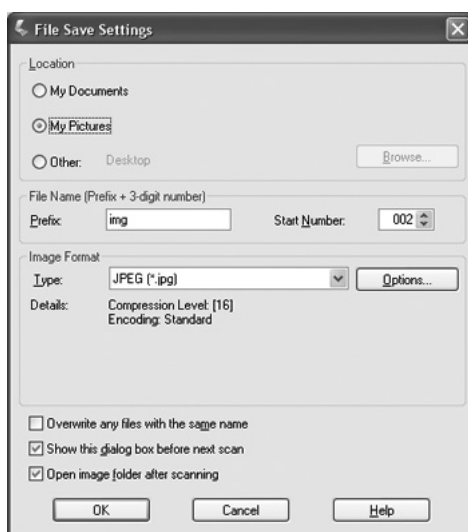 File Save Settings
Location
My Documents
My Pictures
Other: Desktop Browse...
File Name (Prefix + 3-digit number)
Prefix: img Start Number: 002
Image Format
Type: JPEG (*.jpg) Options...
Details: Compression Level: [16]
Encoding: Standard
Overwrite any files with the same name
Show this dialog box before next scan
Open image folder after scanning
OK Cancel Help